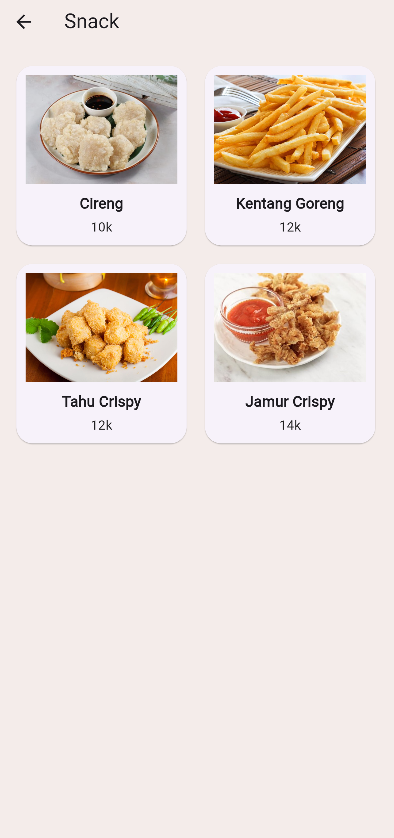 Snack
Cireng
10k
Kentang Goreng
12k
Tahu Crispy
12k
Jamur Crispy
14k